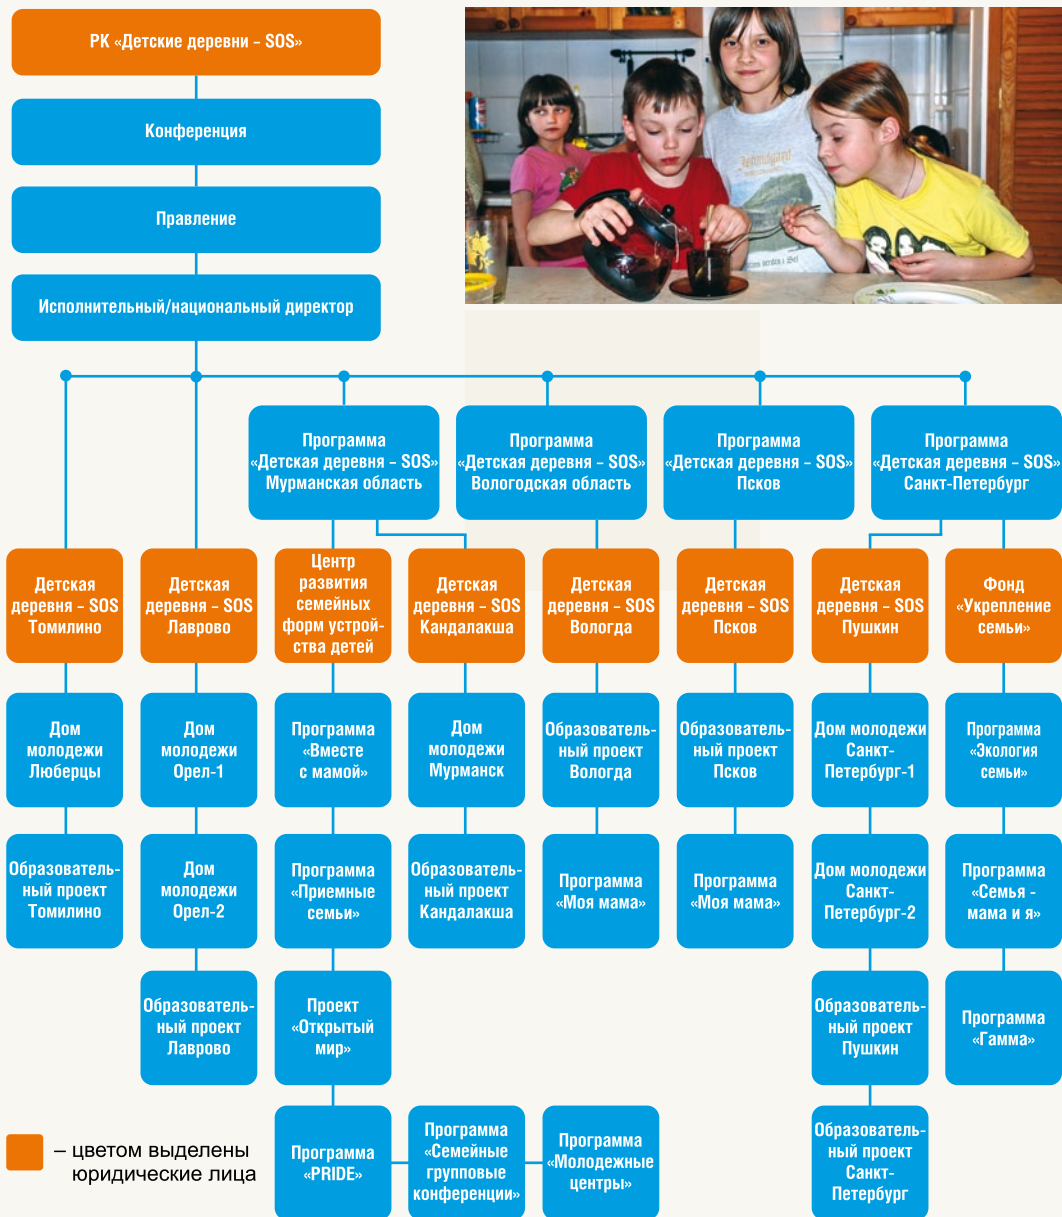 РК «Детские деревни – SOS»
Конференция
Правление
Исполнительный/национальный директор
Программа
«Детская деревня – SOS»
Мурманская область
Программа
«Детская деревня – SOS»
Вологодская область
Программа
«Детская деревня – SOS»
Псков
Программа
«Детская деревня – SOS»
Санкт-Петербург
Детская
деревня – SOS
Томилино
Детская
деревня – SOS
Лаврово
Центр
развития
семейных
форм устрой-
ства детей
Детская
деревня – SOS
Кандалакша
Детская
деревня – SOS
Вологда
Детская
деревня – SOS
Псков
Детская
деревня – SOS
Пушкин
Фонд
«Укрепление
семьи»
Дом
молодежи
Люберцы
Дом
молодежи
Орел-1
Программа
«Вместе
с мамой»
Дом
молодежи
Мурманск
Образователь-
ный проект
Вологда
Образователь-
ный проект
Псков
Дом молодежи
Санкт-
Петербург-1
Программа
«Экология
семьи»
Образователь-
ный проект
Томилино
Дом
молодежи
Орел-2
Программа
«Приемные
семьи»
Образователь-
ный проект
Кандалакша
Программа
«Моя мама»
Программа
«Моя мама»
Дом молодежи
Санкт-
Петербург-2
Программа
«Семья -
мама и я»
Образователь-
ный проект
Лаврово
Проект
«Открытый
мир»
Образователь-
ный проект
Пушкин
Программа
«Гамма»
Программа
«PRIDE»
Программа
«Семейные
групповые
конференции»
Программа
«Молодежные
центры»
Образователь-
ный проект
Санкт-
Петербург
– цветом выделены
юридические лица